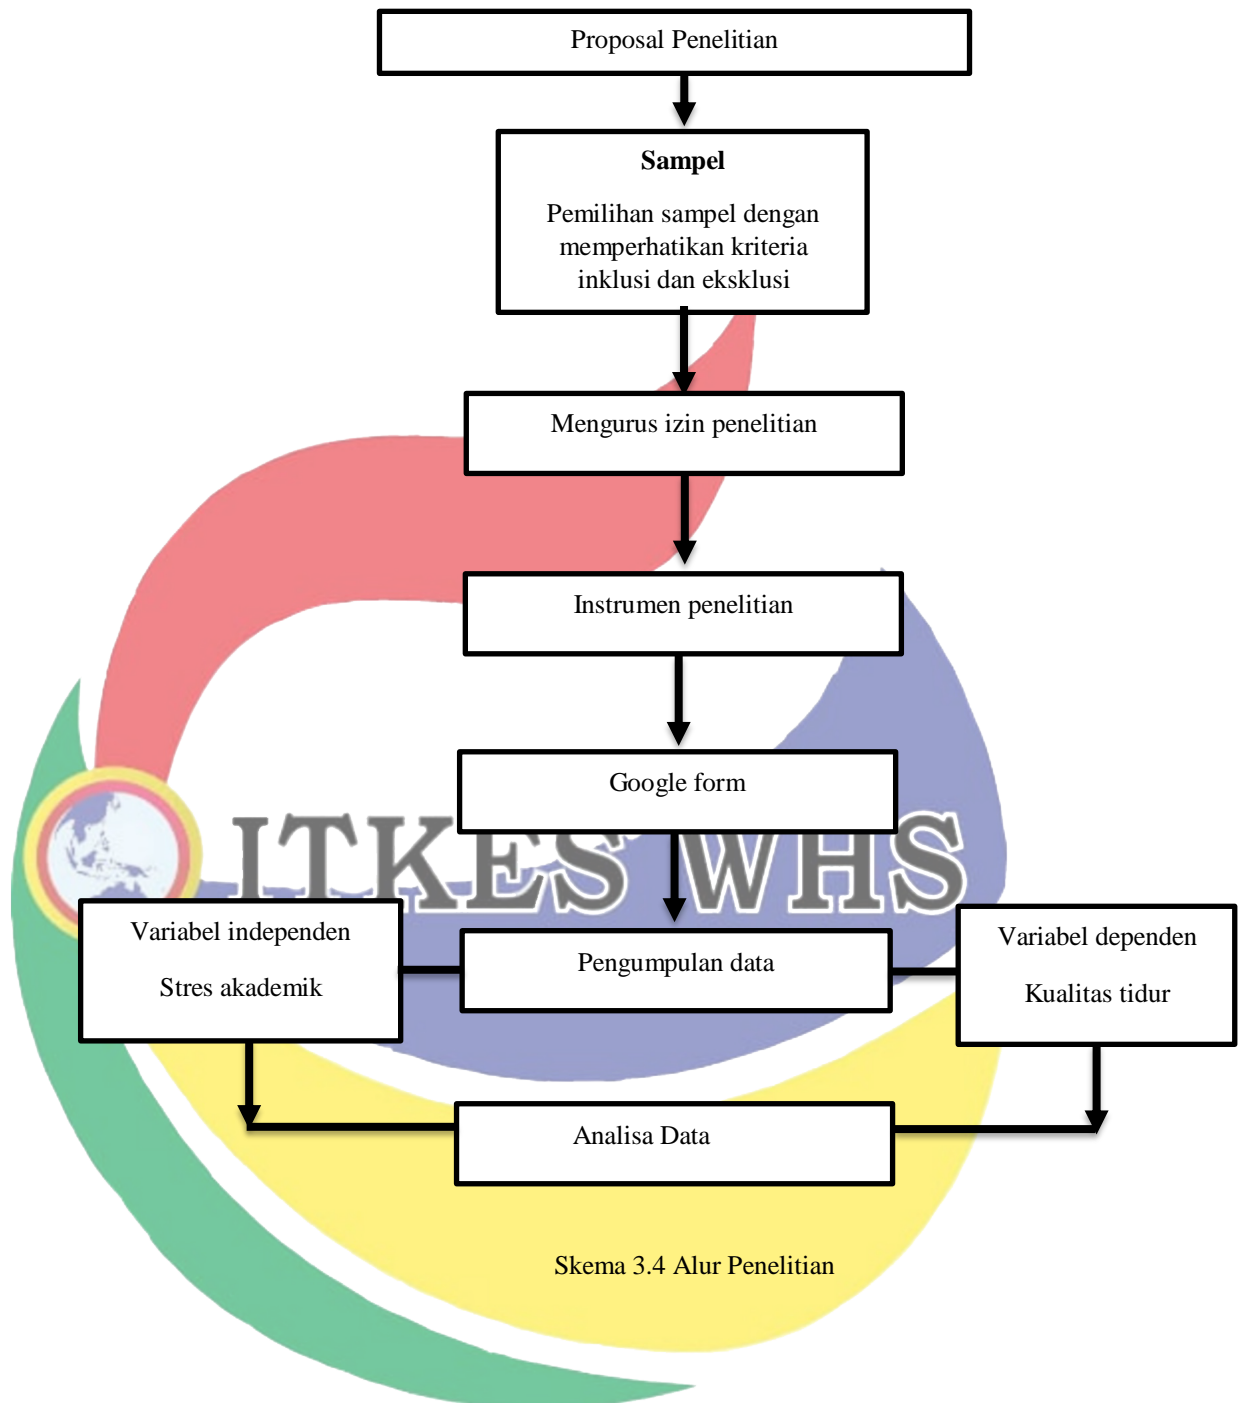 Proposal Penelitian
Sampel
Pemilihan sampel dengan
memperhatikan kriteria
inklusi dan eksklusi
Mengurus izin penelitian
Instrumen penelitian
Google form
ITKES WHS
Variabel independen
Stres akademik
Pengumpulan data
Variabel dependen
Kualitas tidur
Analisa Data
Skema 3.4 Alur Penelitian